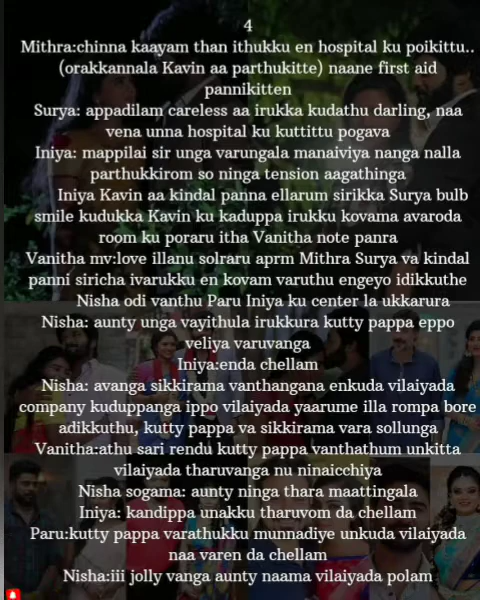 4
Mithra:chinna kaayam than ithukku en hospital ku poikittu..
(orakkannala Kavin aa parthukitte) naane first aid
pannikitten
Surya: appadilam careless aa irukka kudathu darling, naa
vena unna hospital ku kuttittu pogava
Iniya: mappilai sir unga varungala manaiviya nanga nalla
parthukkirom so ninga tension aagathinga
Iniya Kavin aa kindal panna ellarum sirikka Surya bulb
smile kudukka Kavin ku kaduppa irukku kovama avaroda
room ku poraru itha Vanitha note panra
Vanitha mv:love illanu solraru aprm Mithra Surya va kindal
panni siricha ivarukku en kovam varuthu engeyo idikkuthe
Nisha odi vanthu Paru Iniya ku center la ukkarura
Nisha: aunty unga vayithula irukkura kutty pappa eppo
veliya varuvanga
Iniya:enda chellam
Nisha: avanga sikkirama vanthangana enkuda vilaiyada
company kuduppanga ippo vilaiyada yaarume illa rompa bore
adikkuthu, kutty pappa va sikkirama vara sollunga
Vanitha:athu sari rendu kutty pappa vanthathum unkitta
vilaiyada tharuvanga nu ninaicchiya
Nisha sogama: aunty ninga thara maattingala
Iniya: kandippa unakku tharuvom da chellam
Paru:kutty pappa varathukku munnadiye unkuda vilaiyada
naa varen da chellam
Nisha:iii jolly vanga aunty naama vilaiyada polam